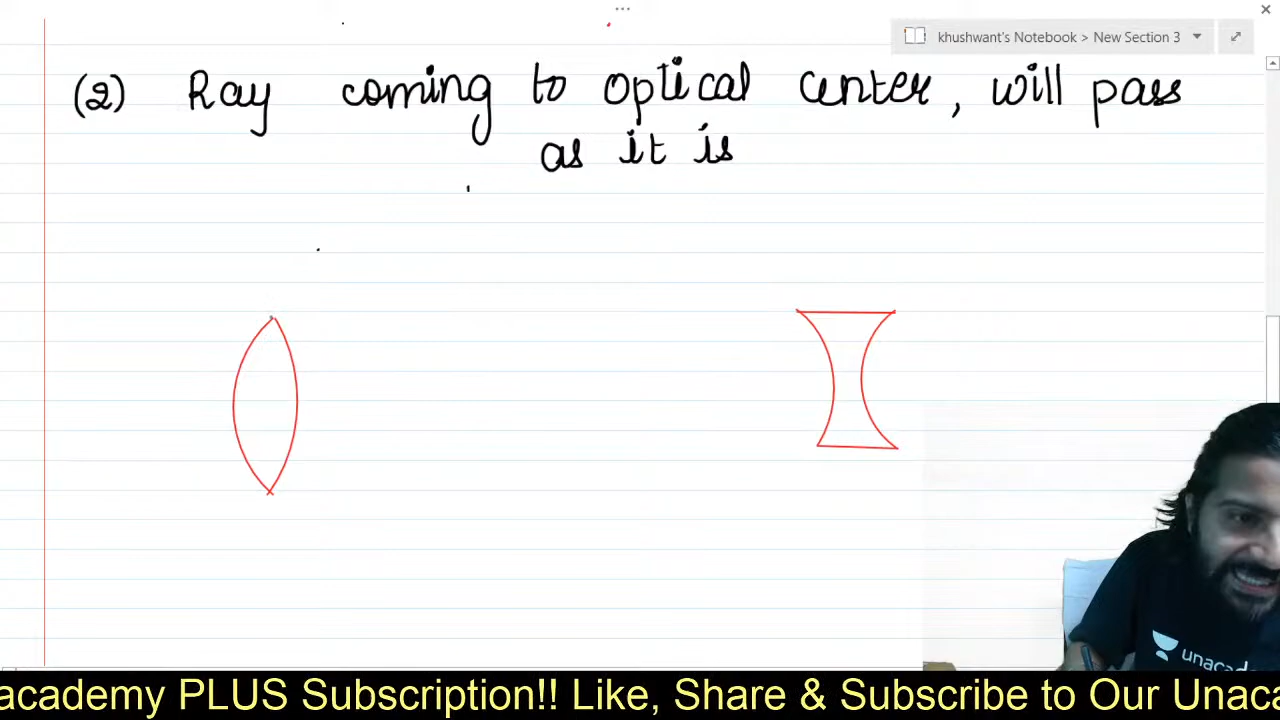 khushwant's Notebook > New Section 3
(2) Ray coming to optical center, will pass
as it is
unacade
academy PLUS Subscription!! Like, Share & Subscribe to Our Unaca